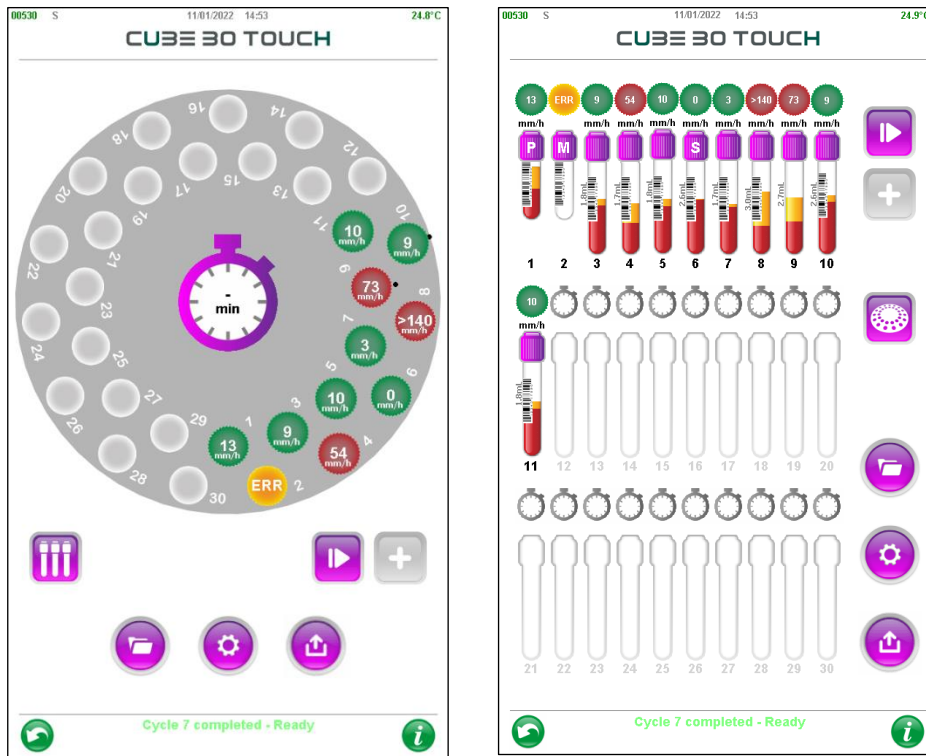 00530 S 11/01/2022 14:53 24.8°C
CUBE 30 TOUCH
16
14
18
12
20
17
15
13
19
11
10
22
21
10 mm/h
9 mm/h
9
23
73 mm/h
8
24
- min
>140 mm/h
7
25
3 mm/h
6
5
26
27
10 mm/h
0 mm/h
3
29
1
9 mm/h
4
28
13 mm/h
54 mm/h
30
ERR
2
Cycle 7 completed - Ready
i
00530 S 11/01/2022 14:53 24.9°C
CUBE 30 TOUCH
13 ERR 9 54 10 0 3 >140 73 9
mm/h mm/h mm/h mm/h mm/h mm/h mm/h mm/h mm/h
P M S
1.8mL 1.7mL 1.8mL 2.6mL 1.7mL 3.0mL 2.7mL 2.6mL
1 2 3 4 5 6 7 8 9 10
10
mm/h
1.8mL
11 12 13 14 15 16 17 18 19 20
21 22 23 24 25 26 27 28 29 30
Cycle 7 completed - Ready
i